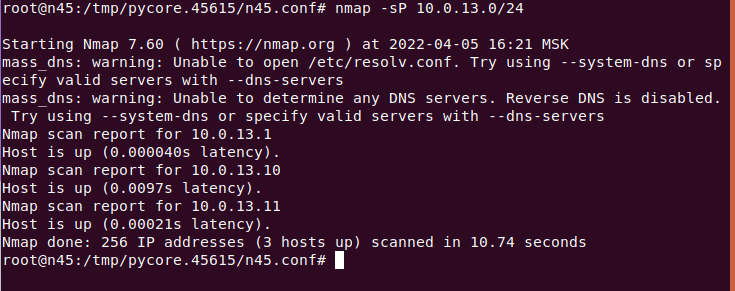 root@n45:/tmp/pycore.45615/n45.conf# nmap -sP 10.0.13.0/24
Starting Nmap 7.60 ( https://nmap.org ) at 2022-04-05 16:21 MSK
mass_dns: warning: Unable to open /etc/resolv.conf. Try using --system-dns or sp
ecify valid servers with --dns-servers
mass_dns: warning: Unable to determine any DNS servers. Reverse DNS is disabled.
 Try using --system-dns or specify valid servers with --dns-servers
Nmap scan report for 10.0.13.1
Host is up (0.000040s latency).
Nmap scan report for 10.0.13.10
Host is up (0.0097s latency).
Nmap scan report for 10.0.13.11
Host is up (0.00021s latency).
Nmap done: 256 IP addresses (3 hosts up) scanned in 10.74 seconds
root@n45:/tmp/pycore.45615/n45.conf#